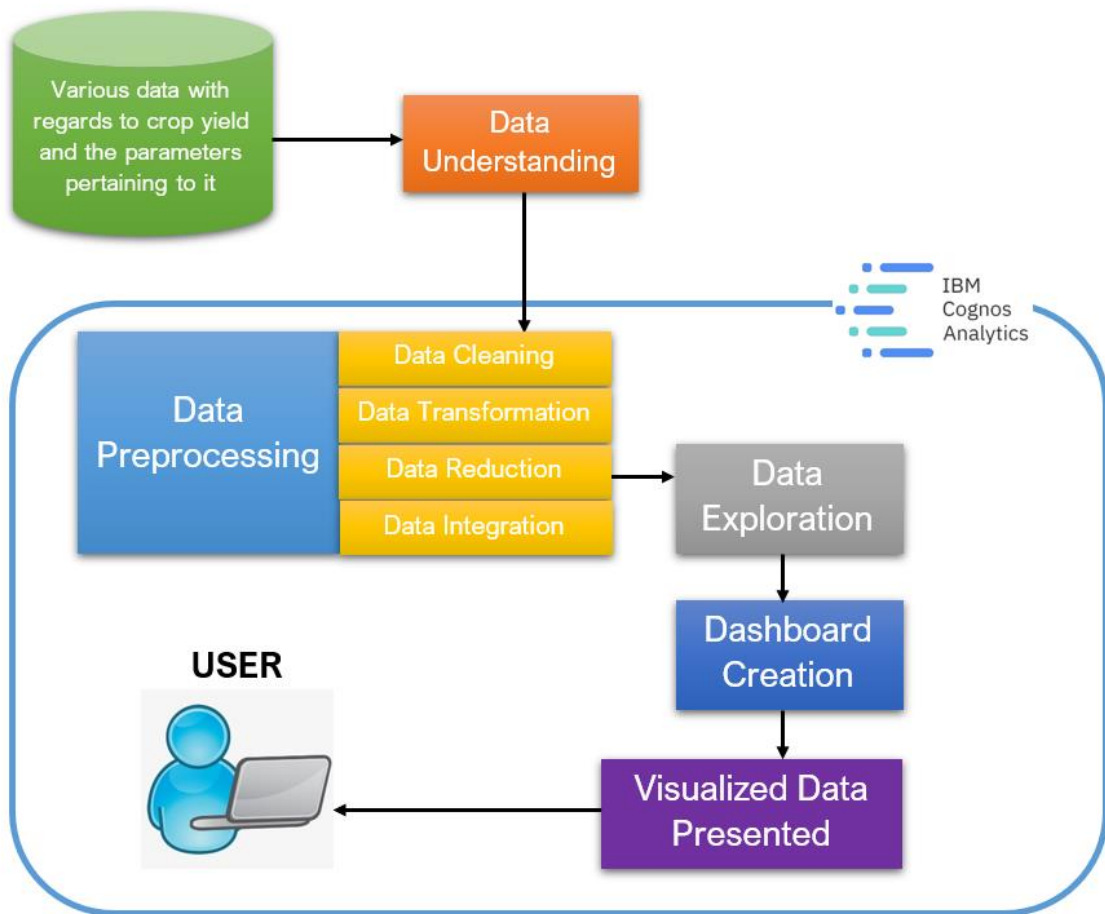 Various data with
regards to crop yield
and the parameters
pertaining to it
Data
Understanding
IBM
Cognos
Analytics
Data
Preprocessing
Data Cleaning
Data Transformation
Data Reduction
Data Integration
Data
Exploration
Dashboard
Creation
USER
Visualized Data
Presented